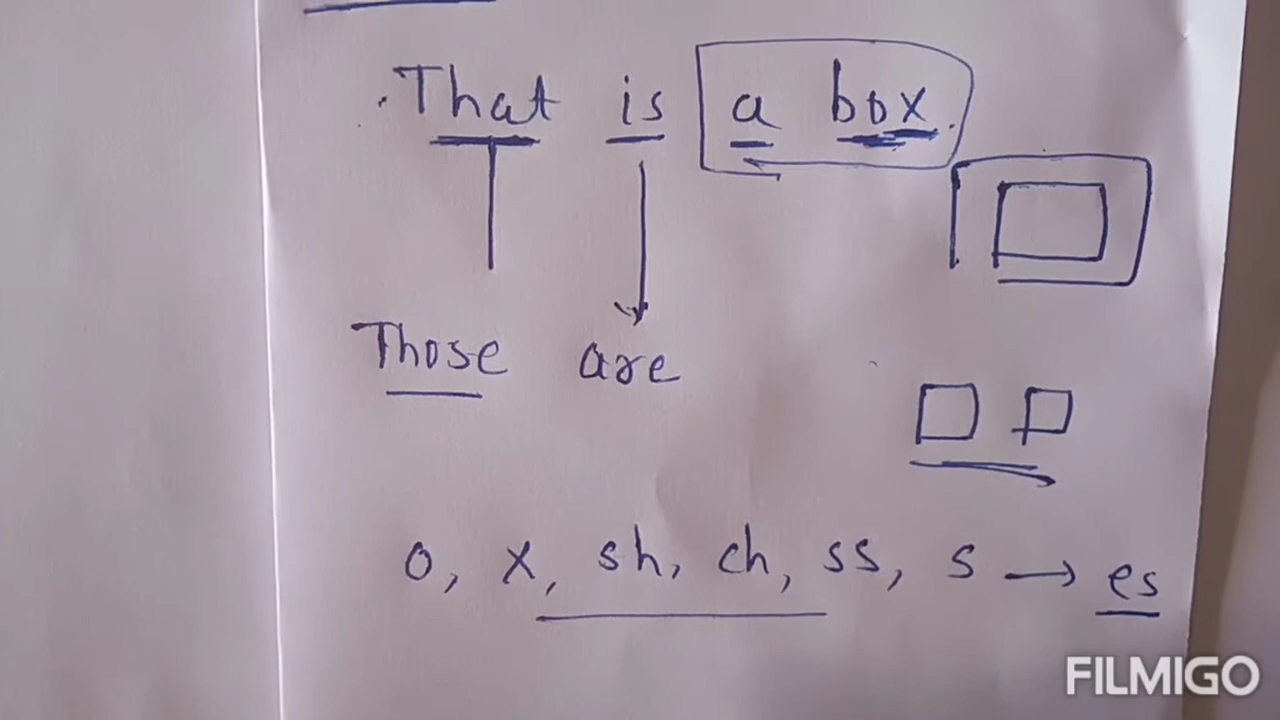 That is a box.
Those are
o, x, sh, ch, ss, s → es
FILMIGO